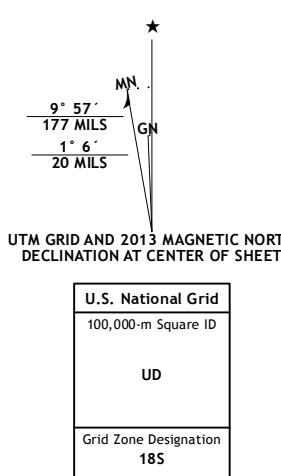 ★
MN
9° 57´
177 MILS
GN
1° 6´
20 MILS
UTM GRID AND 2013 MAGNETIC NORT
DECLINATION AT CENTER OF SHEET
U.S. National Grid
100,000-m Square ID
UD
Grid Zone Designation
18S